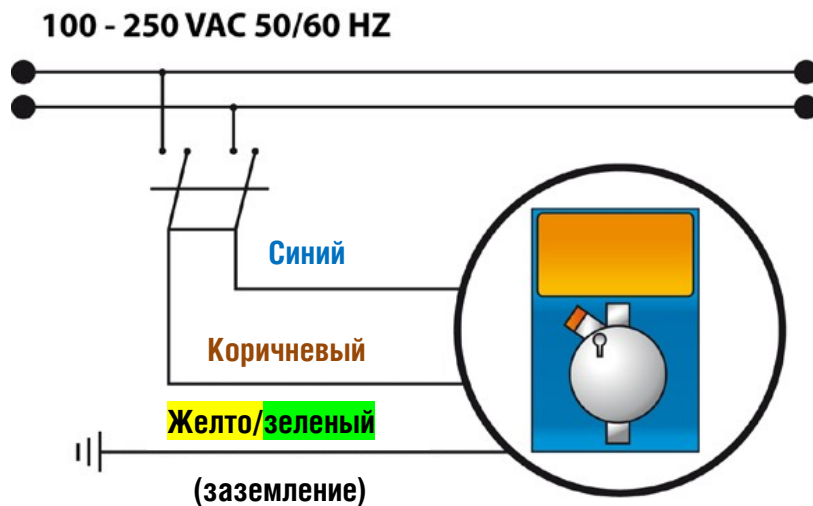 100 - 250 VAC 50/60 HZ
Синий
Коричневый
Желто/зеленый
(заземление)